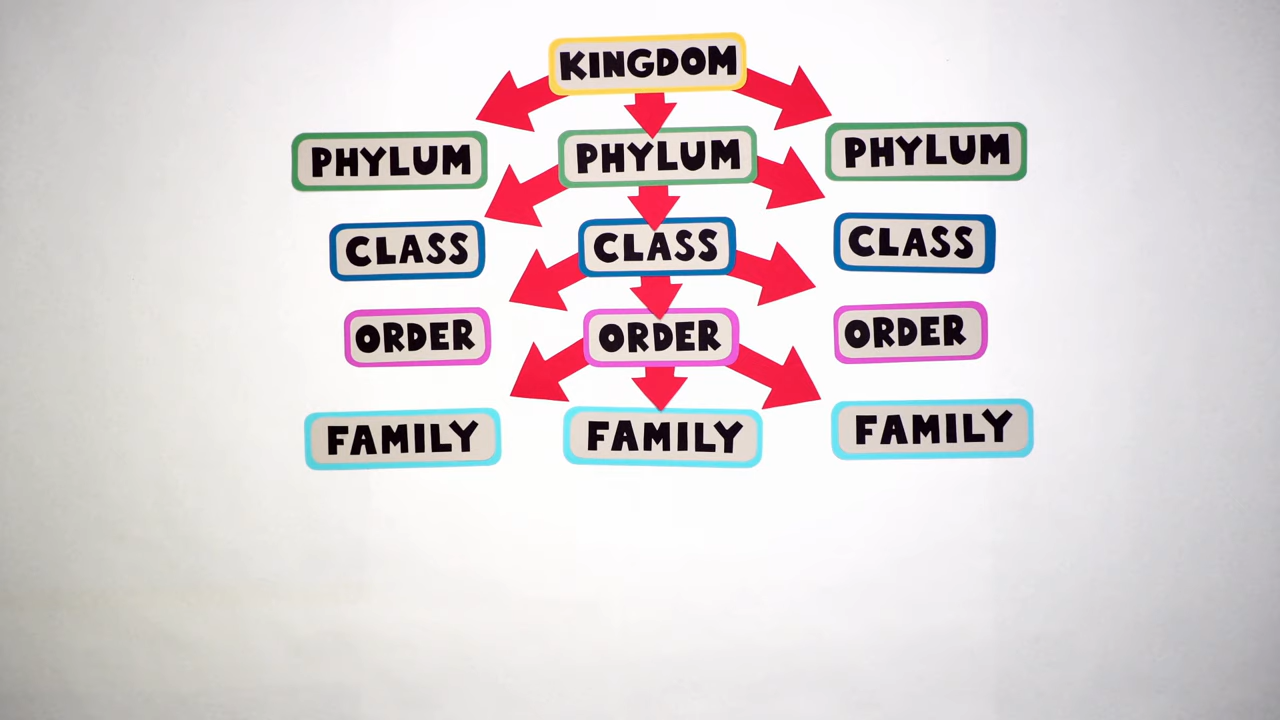 KINGDOM
PHYLUM PHYLUM PHYLUM
CLASS CLASS CLASS
ORDER ORDER ORDER
FAMILY FAMILY FAMILY